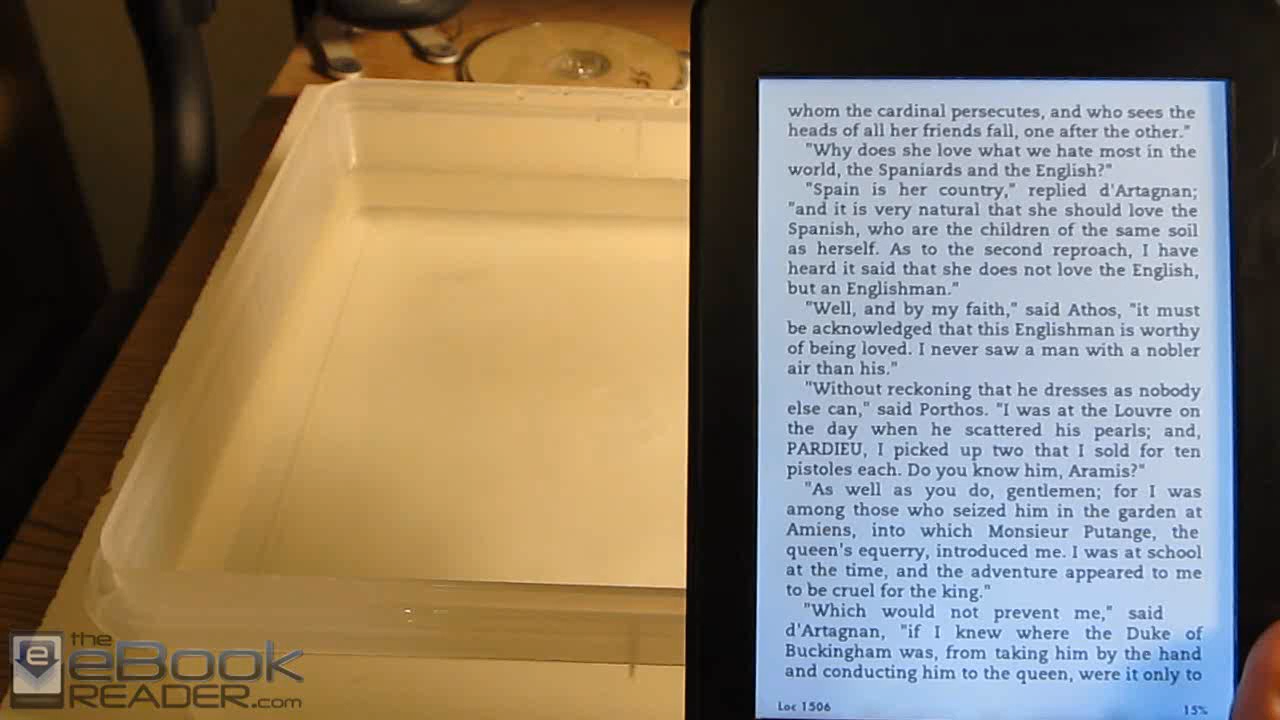 whom the cardinal persecutes, and who sees the
heads of all her friends fall, one after the other."
"Why does she love what we hate most in the
world, the Spaniards and the English?"
"Spain is her country," replied d'Artagnan;
"and it is very natural that she should love the
Spanish, who are the children of the same soil
as herself. As to the second reproach, I have
heard it said that she does not love the English,
but an Englishman."
"Well, and by my faith," said Athos, "it must
be acknowledged that this Englishman is worthy
of being loved. I never saw a man with a nobler
air than his."
"Without reckoning that he dresses as nobody
else can," said Porthos. "I was at the Louvre on
the day when he scattered his pearls; and,
PARDIEU, I picked up two that I sold for ten
pistoles each. Do you know him, Aramis?"
"As well as you do, gentlemen; for I was
among those who seized him in the garden at
Amiens, into which Monsieur Putange, the
queen's equerry, introduced me. I was at school
at the time, and the adventure appeared to me
to be cruel for the king."
"Which would not prevent me," said
d'Artagnan, "if I knew where the Duke of
Buckingham was, from taking him by the hand
and conducting him to the queen, were it only to
Loc 1506 15%
the
eBook
READER.com